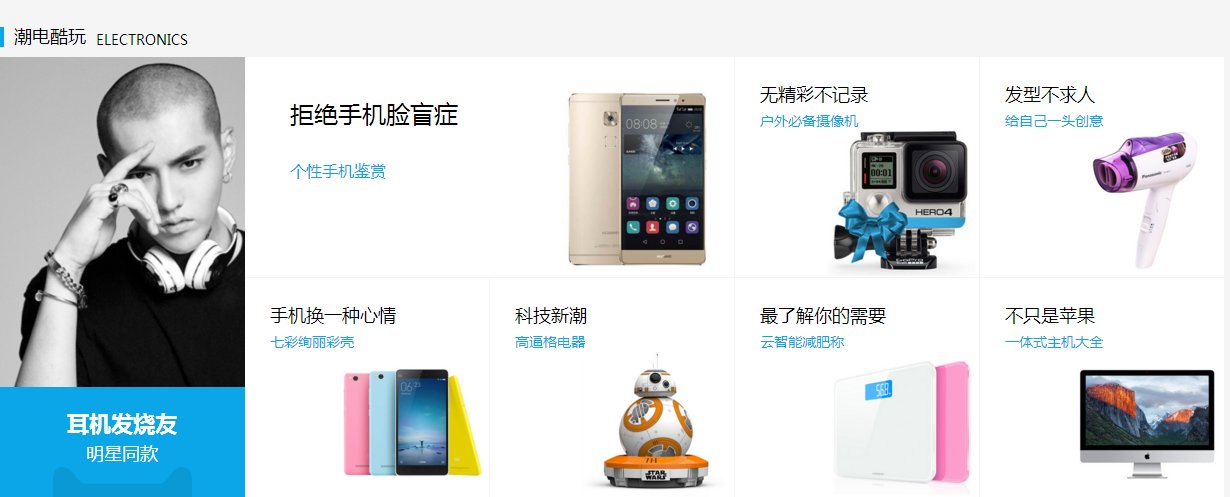 潮电酷玩 ELECTRONICS
拒绝手机脸盲症
个性手机鉴赏
无精彩不记录
户外必备摄像机
HERO4
GoPro
发型不求人
给自己一头创意
Panasonic
耳机发烧友
明星同款
手机换一种心情
七彩绚丽彩壳
科技新潮
高逼格电器
STAR
WARS
最了解你的需要
云智能减肥称
不只是苹果
一体式主机大全